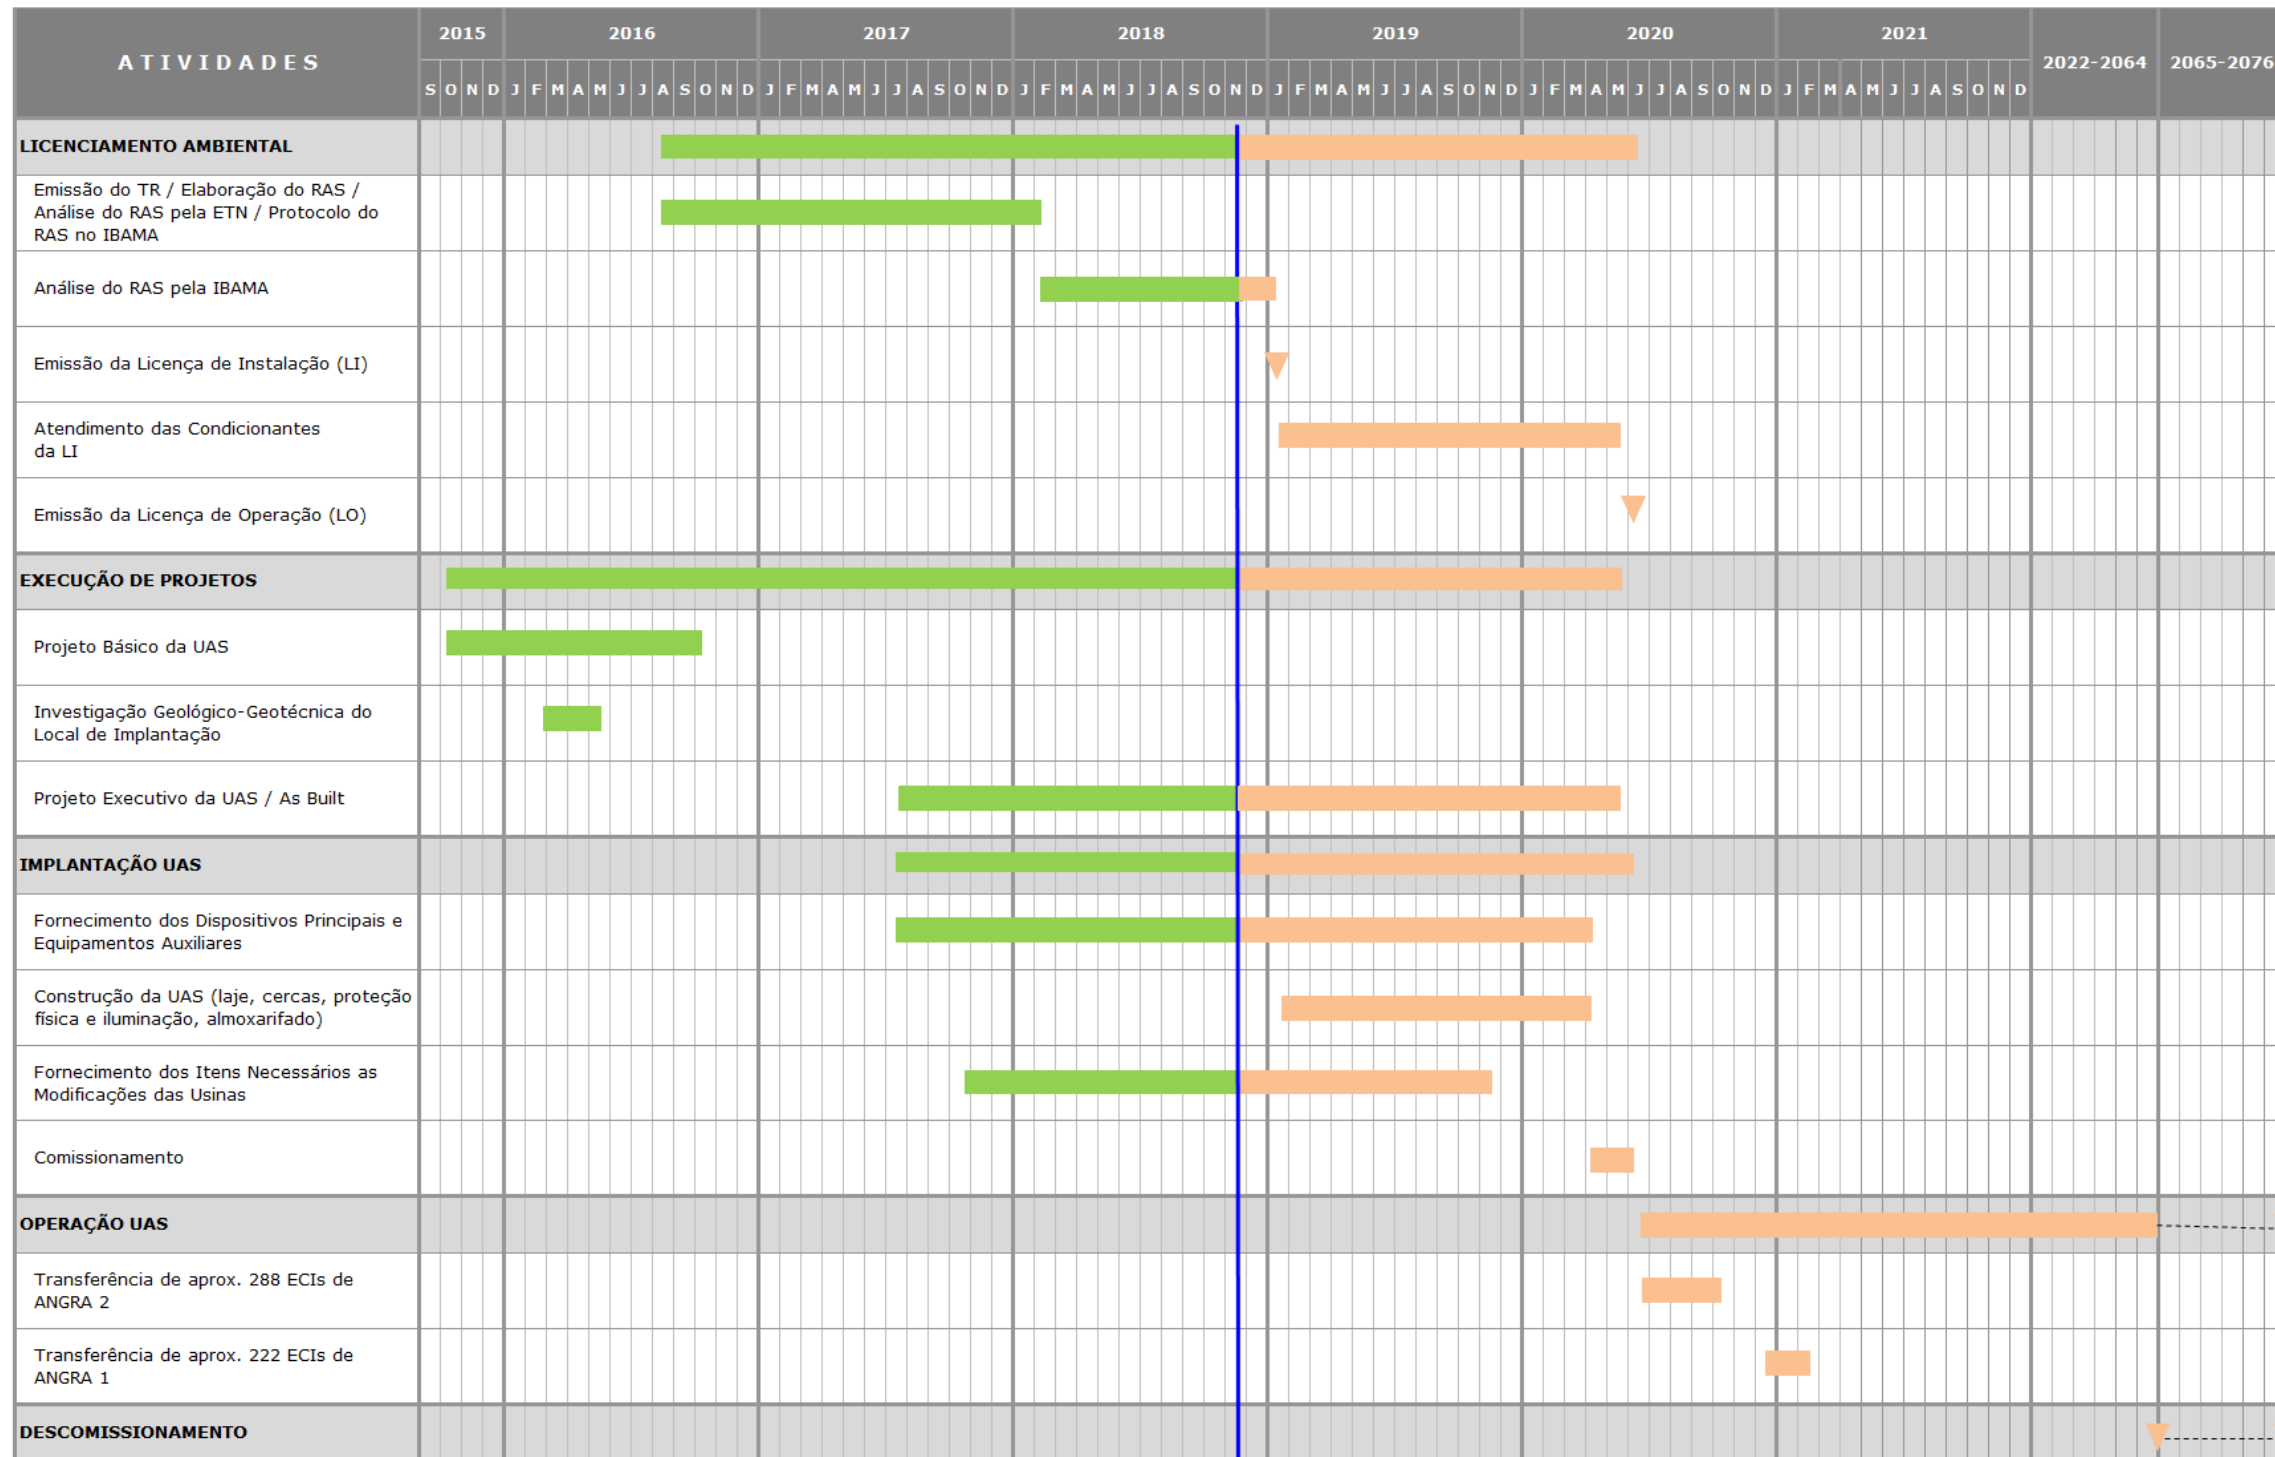 ATIVIDADES
2015 2016 2017 2018 2019 2020 2021 2022-2064 2065-2076
S O N D J F M A M J J A S O N D J F M A M J J A S O N D J F M A M J J A S O N D J F M A M J J A S O N D J F M A M J J A S O N D J F M A M J J A S O N D
LICENCIAMENTO AMBIENTAL
Emissão do TR / Elaboração do RAS /
Análise do RAS pela ETN / Protocolo do
RAS no IBAMA
Análise do RAS pela IBAMA
Emissão da Licença de Instalação (LI)
Atendimento das Condicionantes
da LI
Emissão da Licença de Operação (LO)
EXECUÇÃO DE PROJETOS
Projeto Básico da UAS
Investigação Geológico-Geotécnica do
Local de Implantação
Projeto Executivo da UAS / As Built
IMPLANTAÇÃO UAS
Fornecimento dos Dispositivos Principais e
Equipamentos Auxiliares
Construção da UAS (laje, cercas, proteção
física e iluminação, almoxarifado)
Fornecimento dos Itens Necessários as
Modificações das Usinas
Comissionamento
OPERAÇÃO UAS
Transferência de aprox. 288 ECIs de
ANGRA 2
Transferência de aprox. 222 ECIs de
ANGRA 1
DESCOMISSIONAMENTO